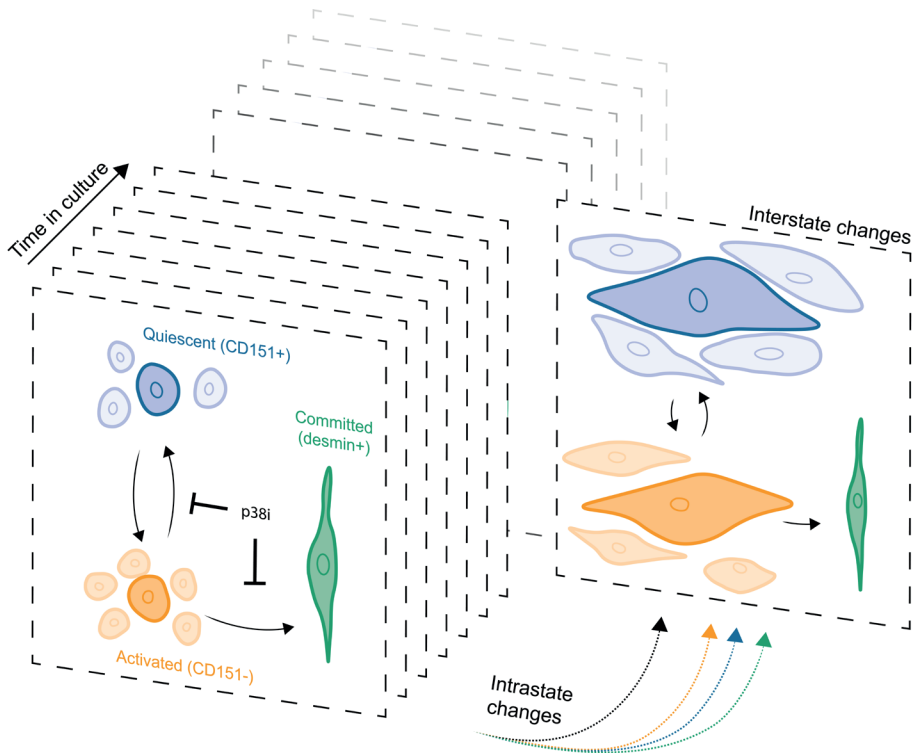 Time in culture
Interstate changes
Quiescent (CD151+)
Committed
(desmin+)
p38i
Activated (CD151-)
Intrastate
changes